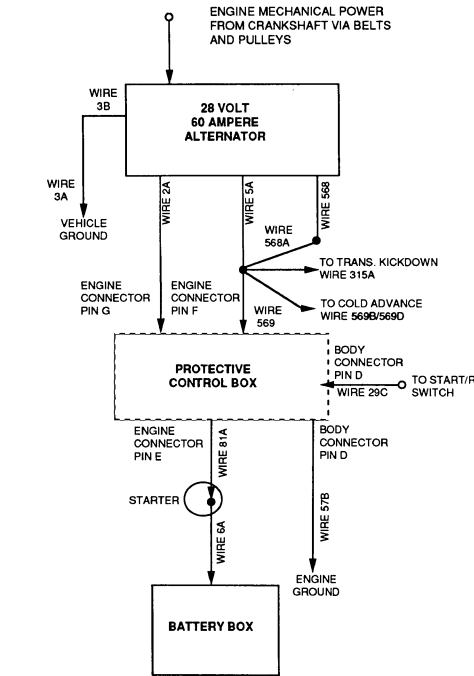 ENGINE MECHANICAL POWER
FROM CRANKSHAFT VIA BELTS
AND PULLEYS
WIRE
3B
28 VOLT
60 AMPERE
ALTERNATOR
WIRE
3A
VEHICLE
GROUND
WIRE 2A
WIRE 5A
WIRE 568
WIRE
568A
TO TRANS. KICKDOWN
WIRE 315A
ENGINE
CONNECTOR
PIN G
ENGINE
CONNECTOR
PIN F
WIRE
569
TO COLD ADVANCE
WIRE 569B/569D
PROTECTIVE
CONTROL BOX
BODY
CONNECTOR
PIN D
WIRE 29C
TO START/R
SWITCH
ENGINE
CONNECTOR
PIN E
WIRE 81A
BODY
CONNECTOR
PIN D
STARTER
WIRE 6A
WIRE 57B
ENGINE
GROUND
BATTERY BOX